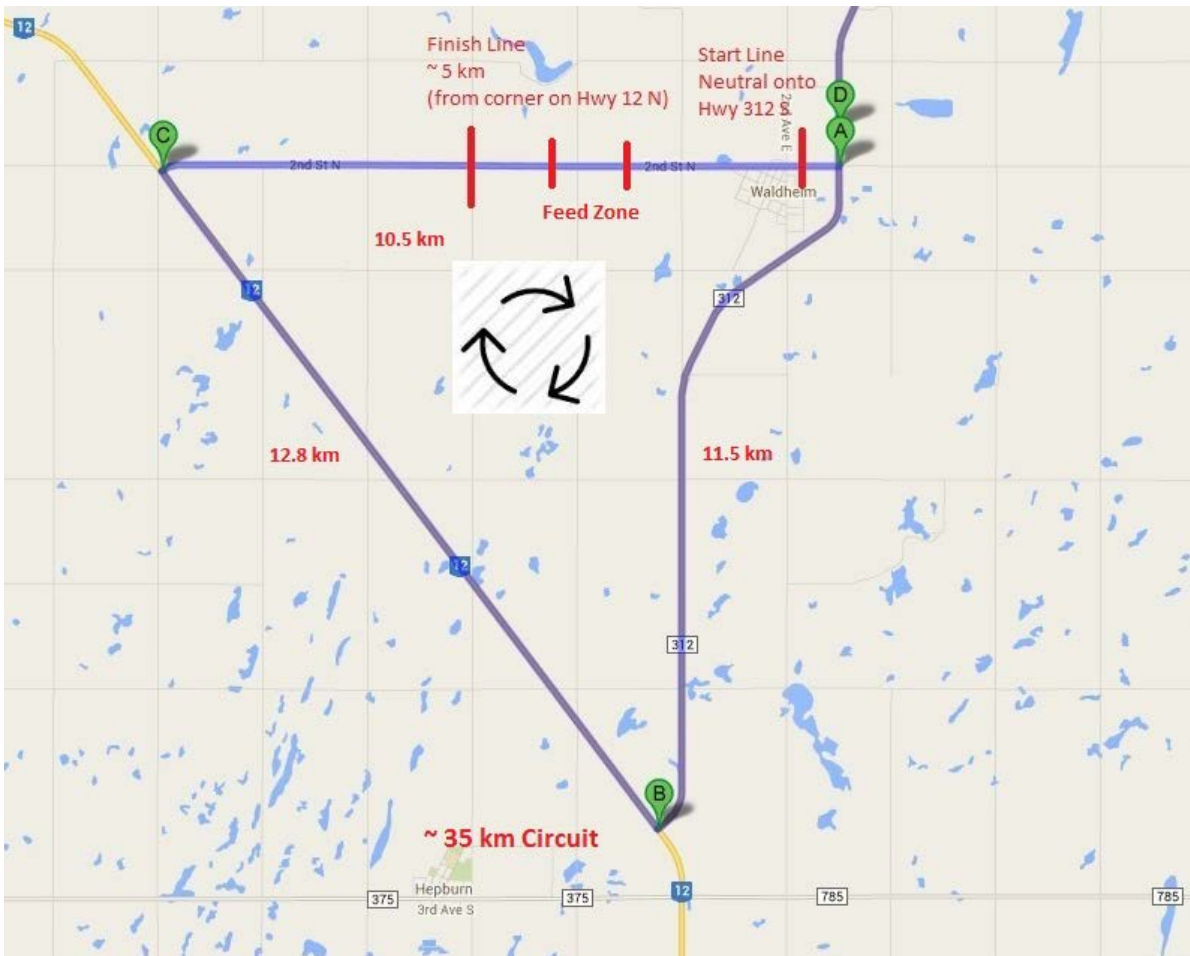 12
Finish Line
~ 5 km
(from corner on Hwy 12 N)
Start Line
Neutral onto
Hwy 312 S
2nd Ave E
D
A
C
2nd St N
2nd St N
Waldheim
Feed Zone
10.5 km
12
312
12.8 km
11.5 km
12
312
B
~ 35 km Circuit
Hepburn
3rd Ave S
375
375
12
785
785